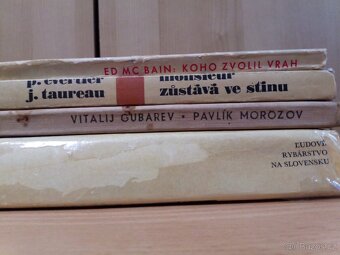 ED MC BAIN: KOHO ZVOLIL VRAH
p. everdier monsieur
j. taureau zůstává ve stínu
VITALIJ GUBAREV • PAVLÍK MOROZOV
ĽUDOVÉ
RYBÁRSTVO
NA SLOVENSKU